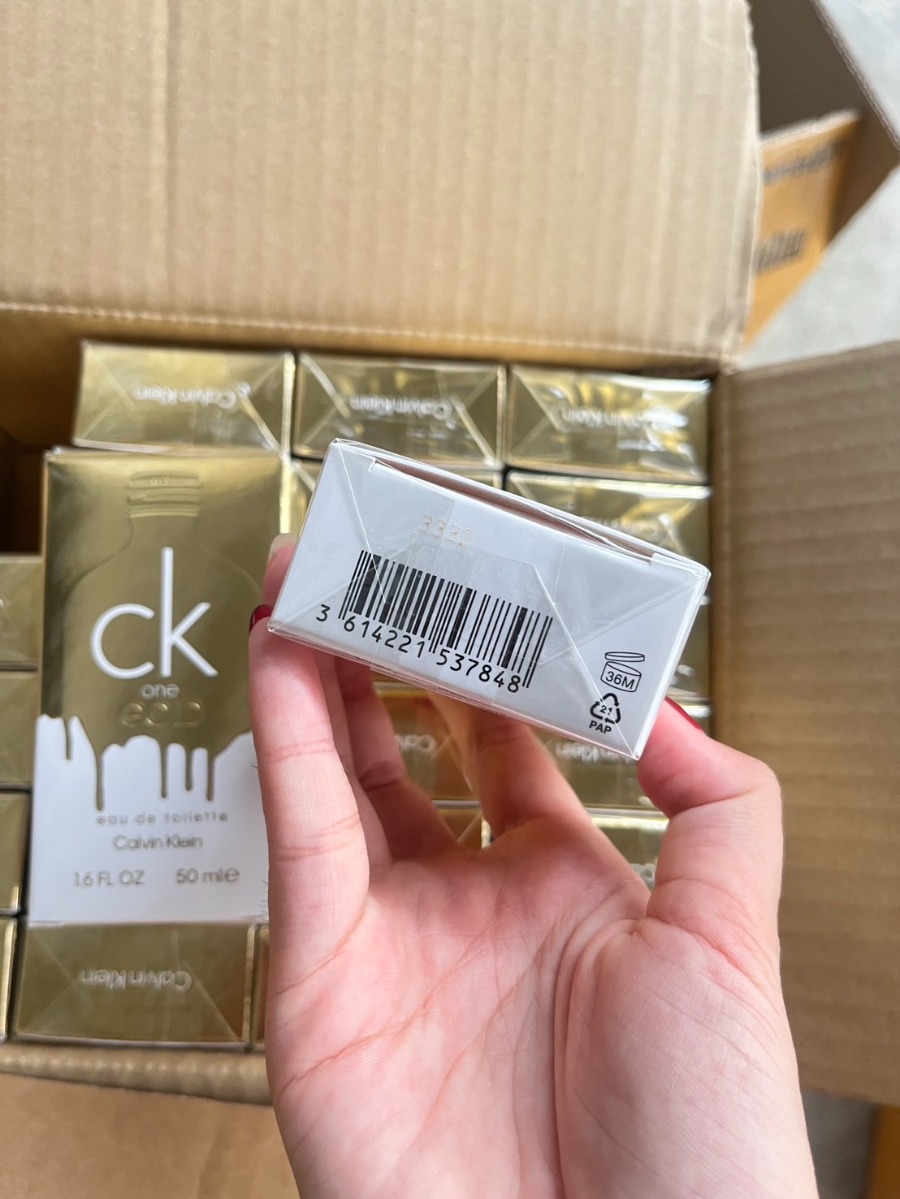 Calvin Klein
Calvin Klein
Calvin Klein
ck
one
GOLD
eau de toilette
Calvin Klein
1.6 FL OZ 50 ml e
Calvin Klein
3332
3 614221 537848
36M
21
PAP